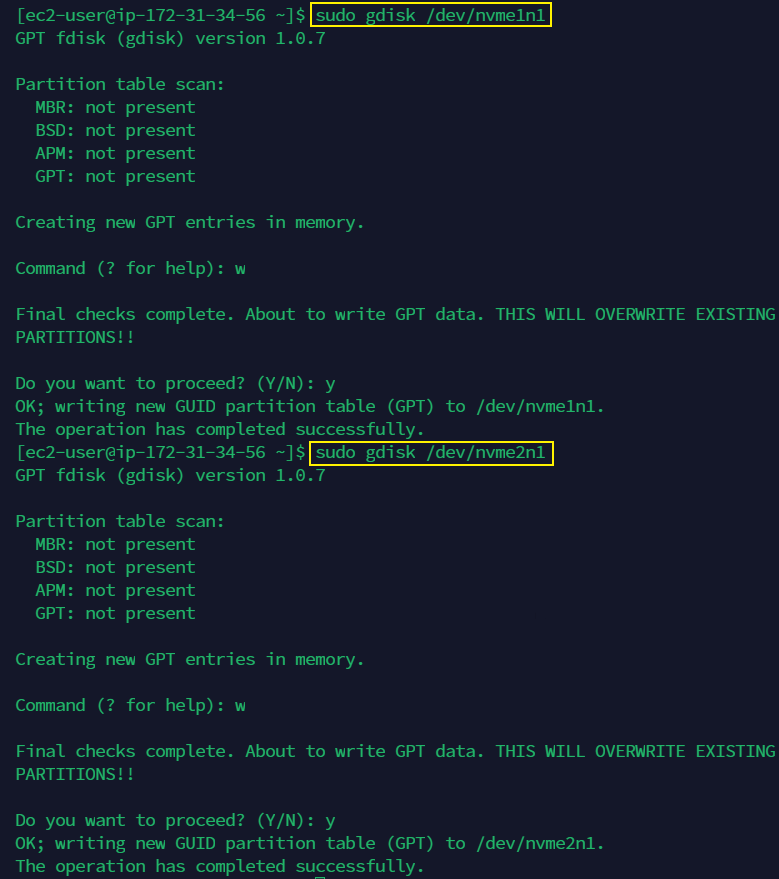 [ec2-user@ip-172-31-34-56 ~]$ sudo gdisk /dev/nvme1n1
GPT fdisk (gdisk) version 1.0.7
Partition table scan:
  MBR: not present
  BSD: not present
  APM: not present
  GPT: not present
Creating new GPT entries in memory.
Command (? for help): w
Final checks complete. About to write GPT data. THIS WILL OVERWRITE EXISTING
PARTITIONS!!
Do you want to proceed? (Y/N): y
OK; writing new GUID partition table (GPT) to /dev/nvme1n1.
The operation has completed successfully.
[ec2-user@ip-172-31-34-56 ~]$ sudo gdisk /dev/nvme2n1
GPT fdisk (gdisk) version 1.0.7
Partition table scan:
  MBR: not present
  BSD: not present
  APM: not present
  GPT: not present
Creating new GPT entries in memory.
Command (? for help): w
Final checks complete. About to write GPT data. THIS WILL OVERWRITE EXISTING
PARTITIONS!!
Do you want to proceed? (Y/N): y
OK; writing new GUID partition table (GPT) to /dev/nvme2n1.
The operation has completed successfully.